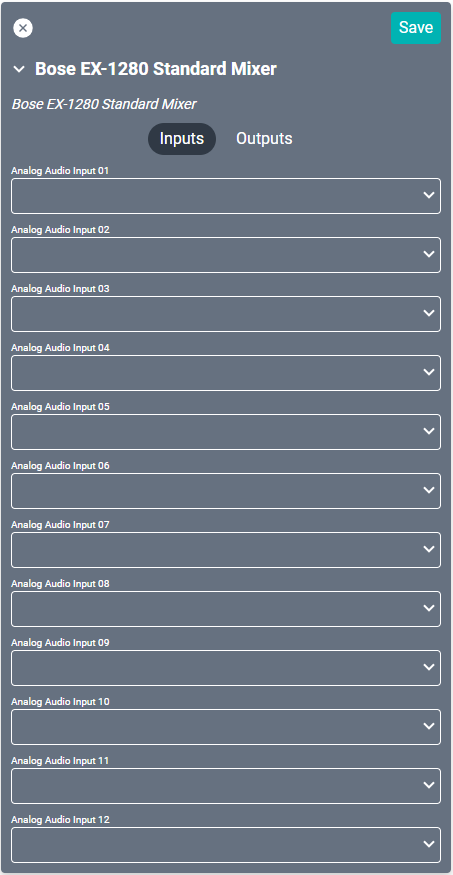 Save
Bose EX-1280 Standard Mixer
Bose EX-1280 Standard Mixer
Inputs Outputs
Analog Audio Input 01
Analog Audio Input 02
Analog Audio Input 03
Analog Audio Input 04
Analog Audio Input 05
Analog Audio Input 06
Analog Audio Input 07
Analog Audio Input 08
Analog Audio Input 09
Analog Audio Input 10
Analog Audio Input 11
Analog Audio Input 12